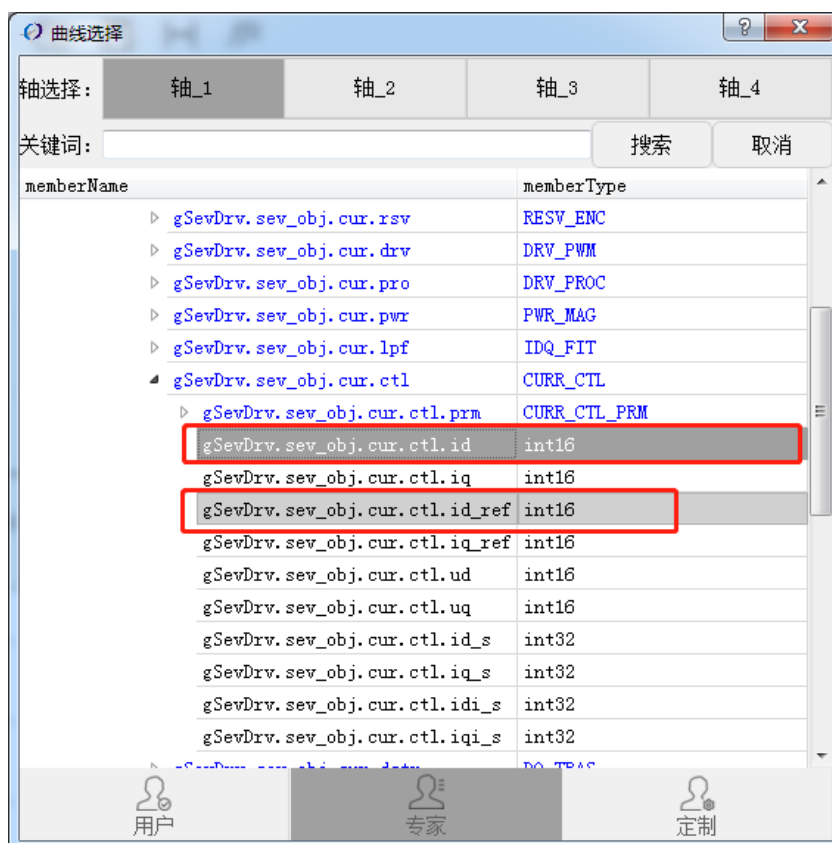 曲线选择
轴选择: 轴_1 轴_2 轴_3 轴_4
关键词: 搜索 取消
memberName memberType
gSevDrv.sev_obj.cur.rsv RESV_ENC
gSevDrv.sev_obj.cur.drv DRV_PWM
gSevDrv.sev_obj.cur.pro DRV_PROC
gSevDrv.sev_obj.cur.pwr PWR_MAG
gSevDrv.sev_obj.cur.lpf IDQ_FIT
gSevDrv.sev_obj.cur.ctl CURR_CTL
gSevDrv.sev_obj.cur.ctl.prm CURR_CTL_PRM
gSevDrv.sev_obj.cur.ctl.id int16
gSevDrv.sev_obj.cur.ctl.iq int16
gSevDrv.sev_obj.cur.ctl.id_ref int16
gSevDrv.sev_obj.cur.ctl.iq_ref int16
gSevDrv.sev_obj.cur.ctl.ud int16
gSevDrv.sev_obj.cur.ctl.uq int16
gSevDrv.sev_obj.cur.ctl.id_s int32
gSevDrv.sev_obj.cur.ctl.iq_s int32
gSevDrv.sev_obj.cur.ctl.idi_s int32
gSevDrv.sev_obj.cur.ctl.iqi_s int32
用户 专家 定制